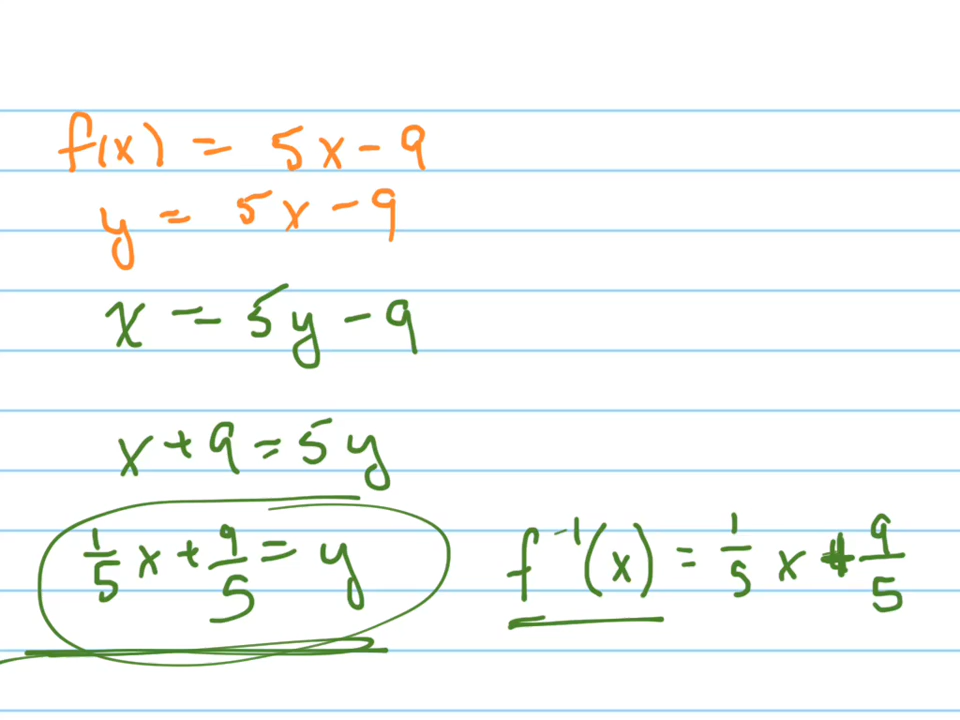 f(x) = 5x - 9
y = 5x - 9
x = 5y - 9
x + 9 = 5y
1/5 x + 9/5 = y
f⁻¹(x) = 1/5 x + 9/5